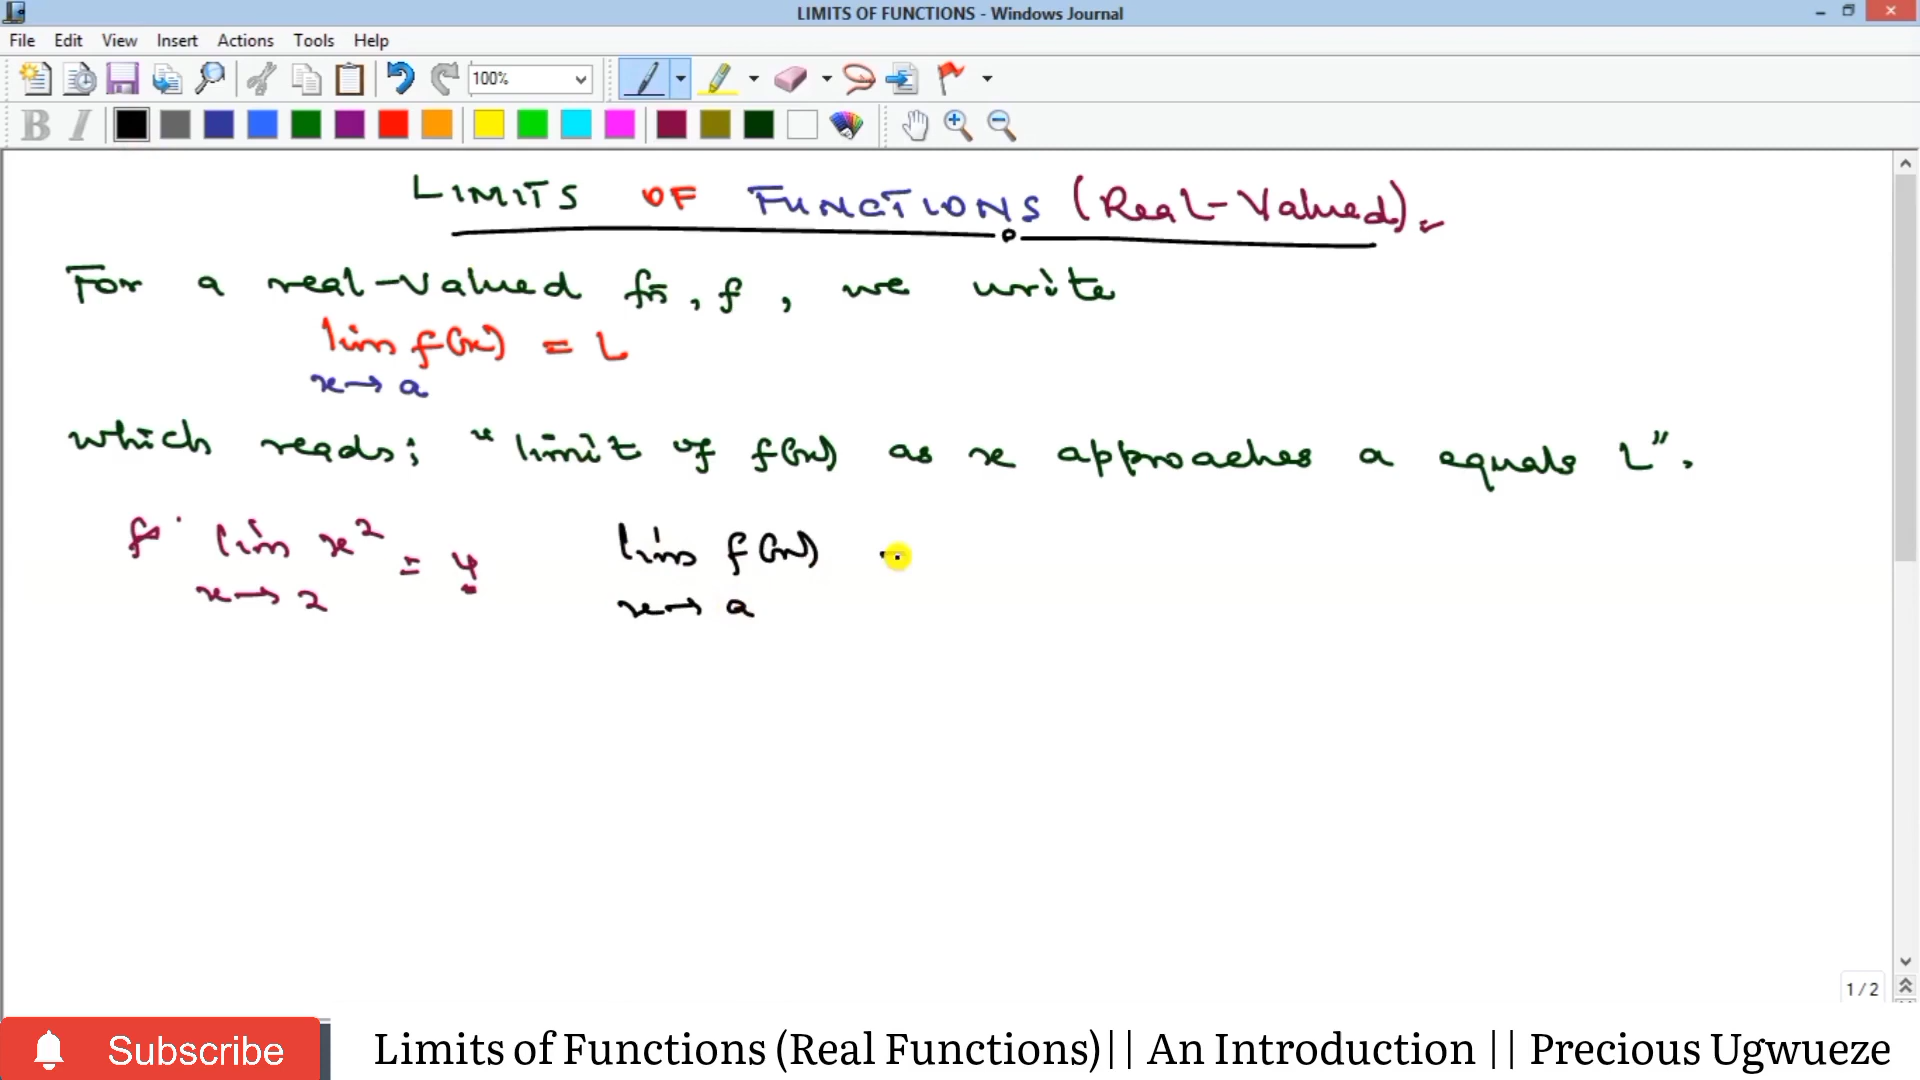 LIMITS OF FUNCTIONS - Windows Journal
File Edit View Insert Actions Tools Help
100%
B I
LIMITS OF FUNCTIONS (Real-Valued).
For a real-valued fn, f, we write
lim f(x) = L
x→a
which reads; "limit of f(x) as x approaches a equals L".
lim x² = 4 lim f(x)
x→2 x→a
1 / 2
Subscribe Limits of Functions (Real Functions)|| An Introduction || Precious Ugwueze